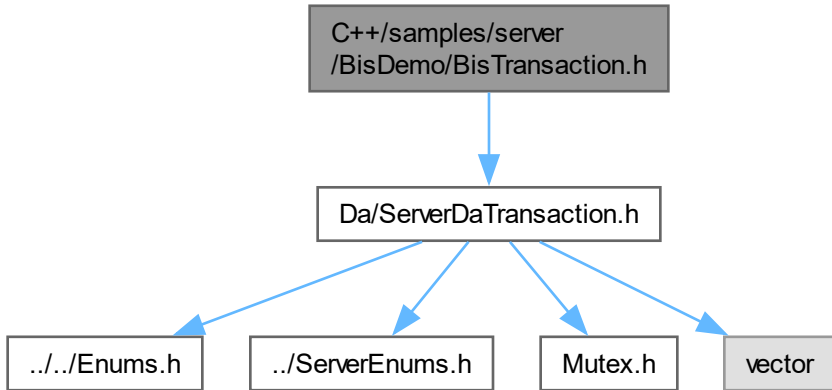 C++/samples/server
/BisDemo/BisTransaction.h
Da/ServerDaTransaction.h
../../Enums.h
../ServerEnums.h
Mutex.h
vector